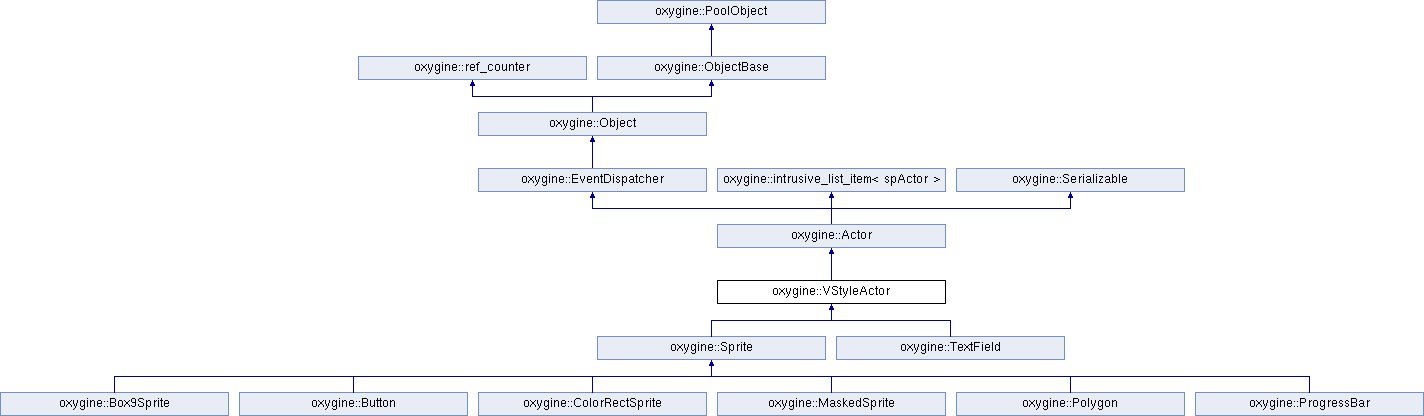 oxygine::PoolObject
oxygine::ref_counter
oxygine::ObjectBase
oxygine::Object
oxygine::EventDispatcher
oxygine::intrusive_list_item< spActor >
oxygine::Serializable
oxygine::Actor
oxygine::VStyleActor
oxygine::Sprite
oxygine::TextField
oxygine::Box9Sprite
oxygine::Button
oxygine::ColorRectSprite
oxygine::MaskedSprite
oxygine::Polygon
oxygine::ProgressBar